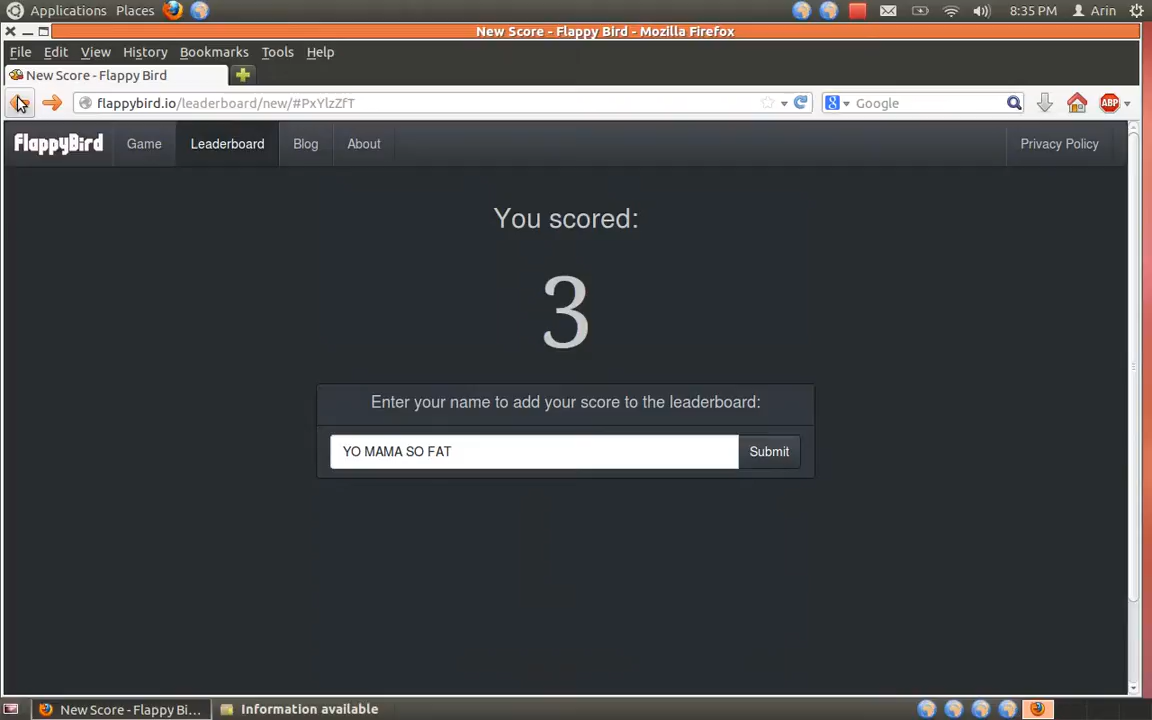 Applications Places 8:35 PM Arin
New Score - Flappy Bird - Mozilla Firefox
File Edit View History Bookmarks Tools Help
New Score - Flappy Bird
flappybird.io/leaderboard/new/#PxYlzZfT Google ABP
FlappyBird Game Leaderboard Blog About Privacy Policy
You scored:
3
Enter your name to add your score to the leaderboard:
YO MAMA SO FAT Submit
New Score - Flappy Bi... Information available